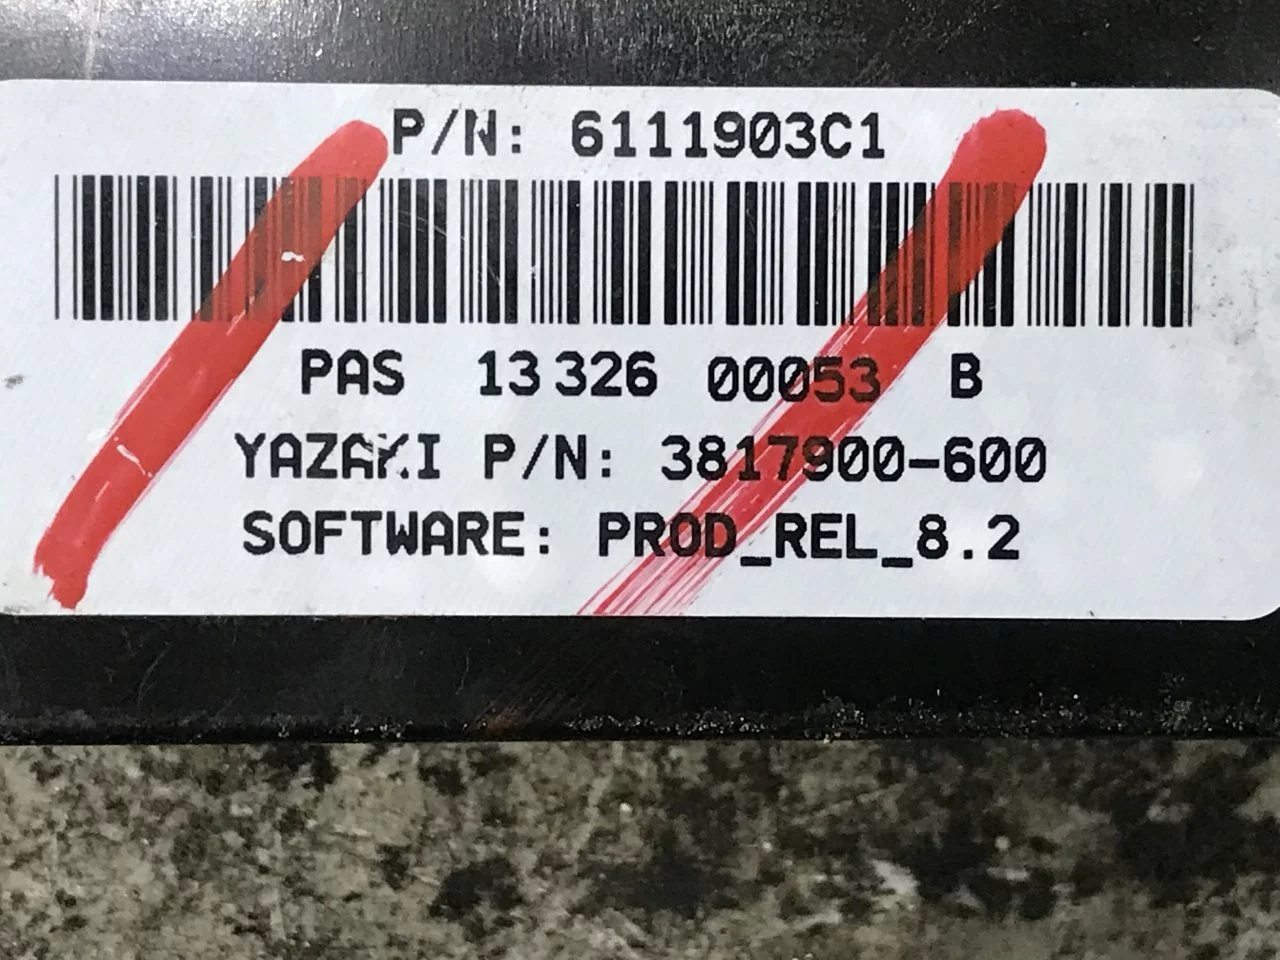 P/N: 6111903C1
PAS 13 326 00053 B
YAZAKI P/N: 3817900-600
SOFTWARE: PROD_REL_8.2